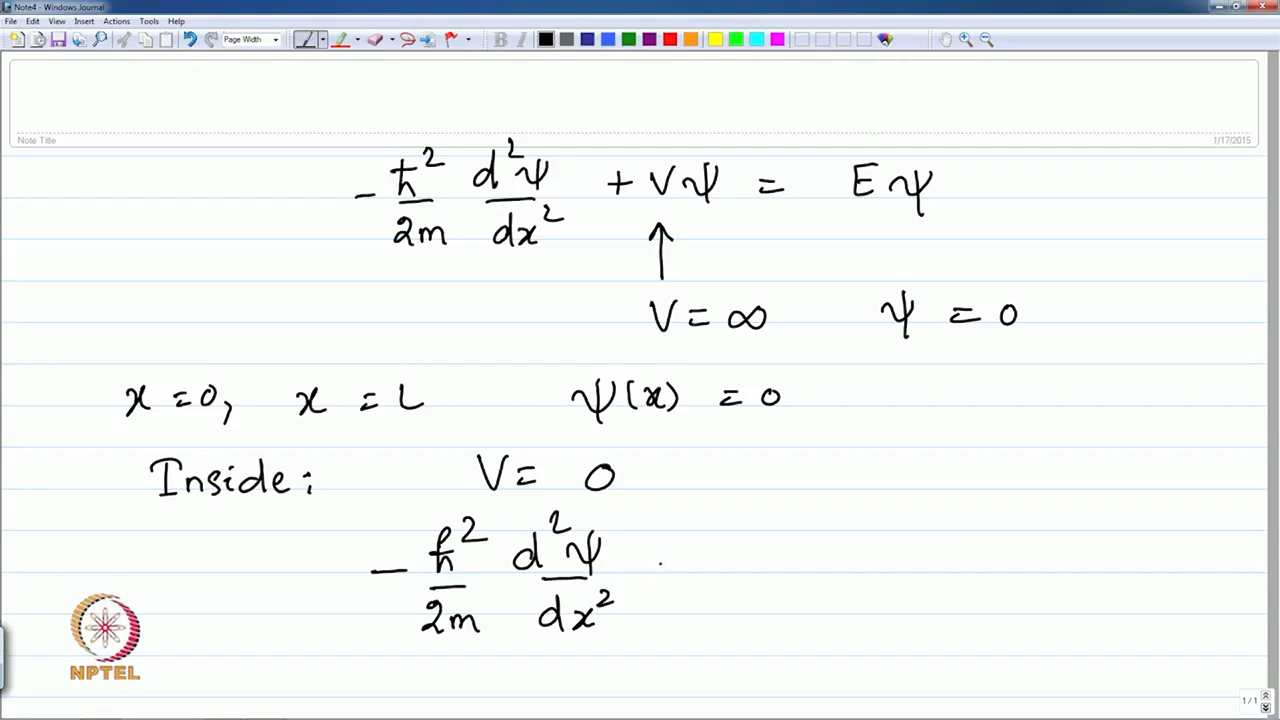 Note4 - Windows Journal
File Edit View Insert Actions Tools Help
Page Width
Note Title 1/17/2015
- ħ²/2m d²ψ/dx² + Vψ = Eψ
V = ∞ ψ = 0
x = 0, x = L ψ(x) = 0
Inside: V = 0
- ħ²/2m d²ψ/dx²
NPTEL
1/1